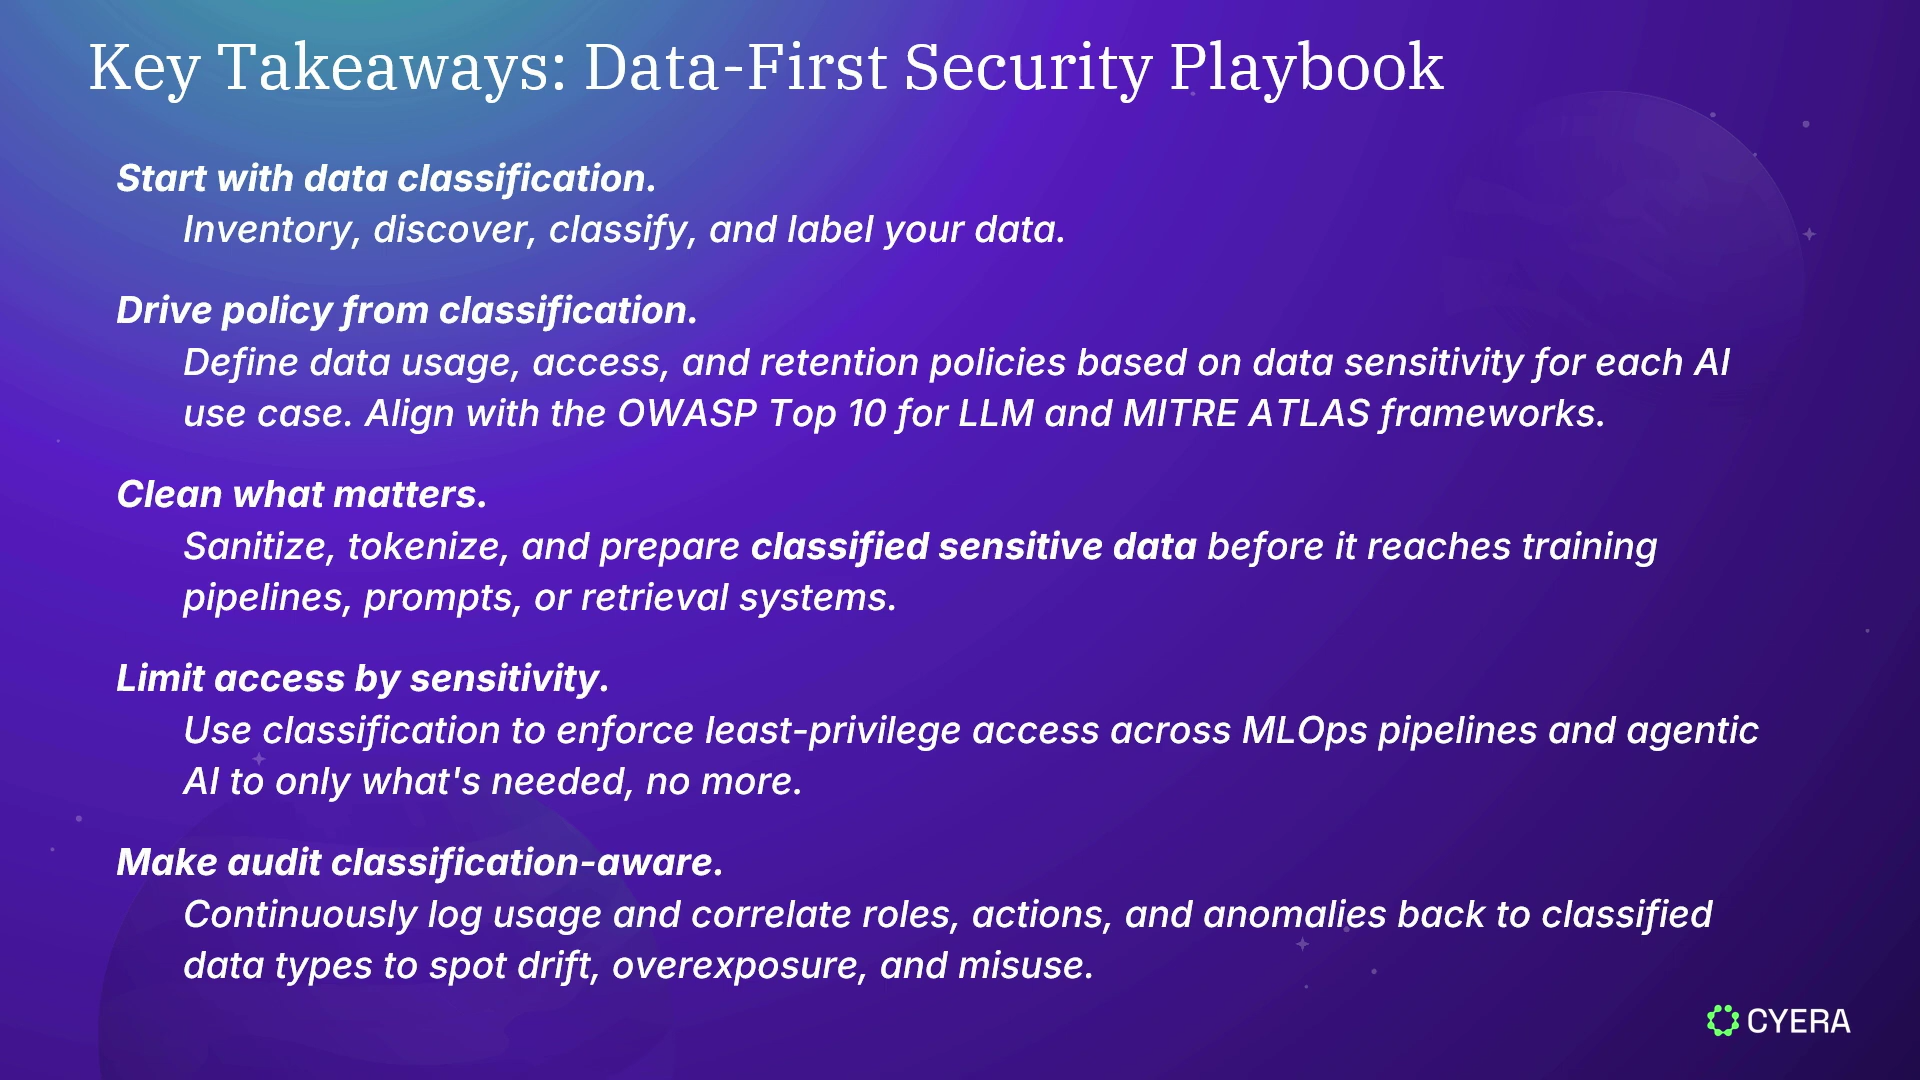 Key Takeaways: Data-First Security Playbook
Start with data classification.
Inventory, discover, classify, and label your data.
Drive policy from classification.
Define data usage, access, and retention policies based on data sensitivity for each AI
use case. Align with the OWASP Top 10 for LLM and MITRE ATLAS frameworks.
Clean what matters.
Sanitize, tokenize, and prepare classified sensitive data before it reaches training
pipelines, prompts, or retrieval systems.
Limit access by sensitivity.
Use classification to enforce least-privilege access across MLOps pipelines and agentic
AI to only what's needed, no more.
Make audit classification-aware.
Continuously log usage and correlate roles, actions, and anomalies back to classified
data types to spot drift, overexposure, and misuse.
CYERA